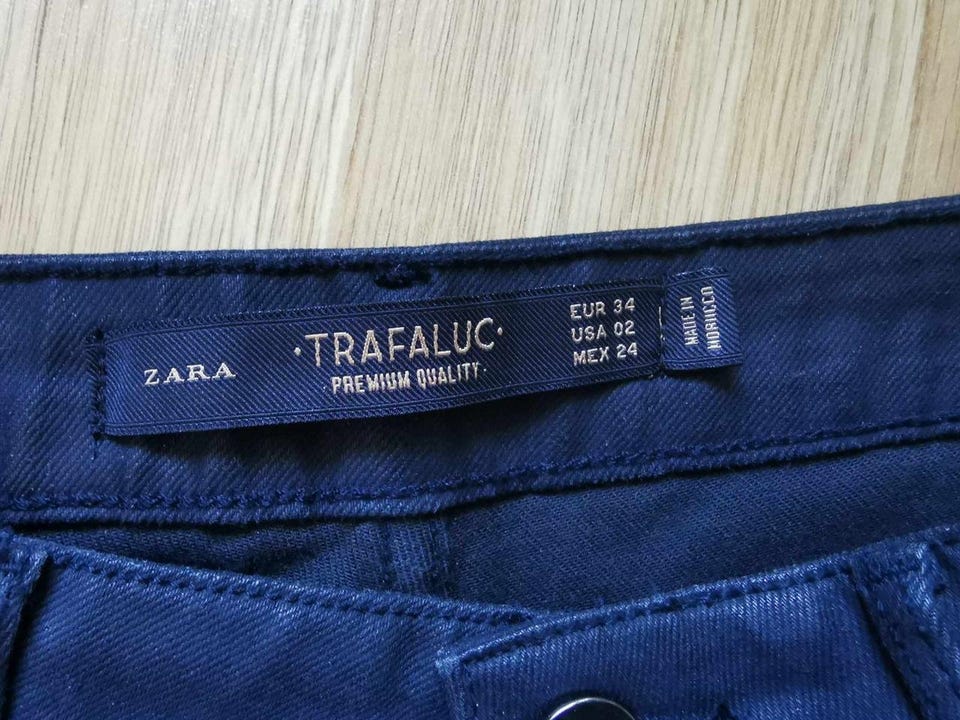 ZARA
·TRAFALUC·
PREMIUM QUALITY
EUR 34
USA 02
MEX 24
MADE IN
MOROCCO